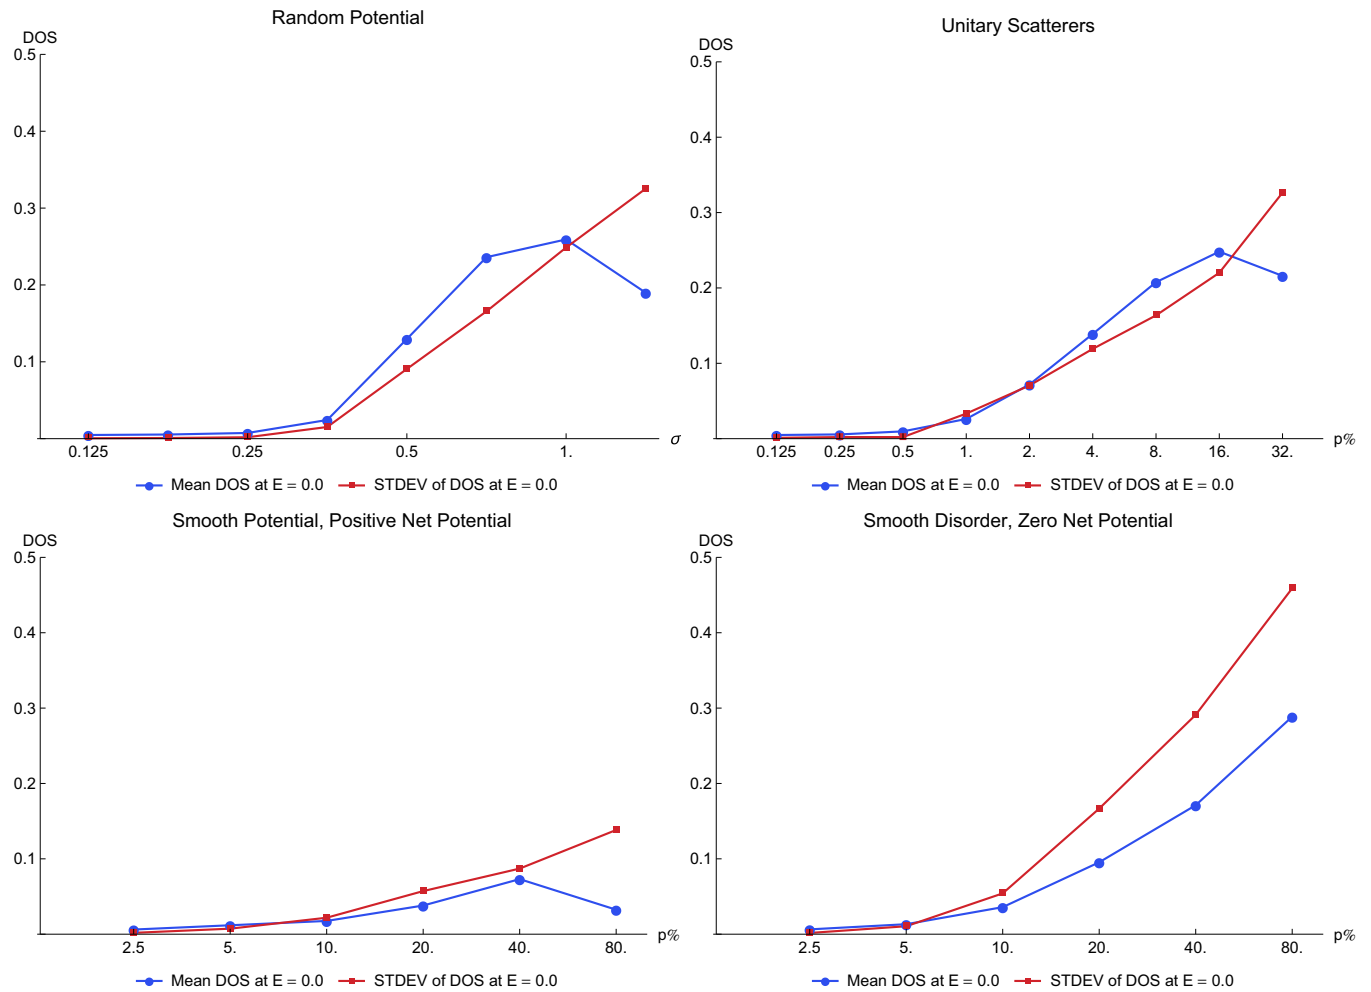 Random Potential
DOS
0.5
0.4
0.3
0.2
0.1
0.125 0.25 0.5 1. σ
Mean DOS at E = 0.0 STDEV of DOS at E = 0.0
Unitary Scatterers
DOS
0.5
0.4
0.3
0.2
0.1
0.125 0.25 0.5 1. 2. 4. 8. 16. 32. p%
Mean DOS at E = 0.0 STDEV of DOS at E = 0.0
Smooth Potential, Positive Net Potential
DOS
0.5
0.4
0.3
0.2
0.1
2.5 5. 10. 20. 40. 80. p%
Mean DOS at E = 0.0 STDEV of DOS at E = 0.0
Smooth Disorder, Zero Net Potential
DOS
0.5
0.4
0.3
0.2
0.1
2.5 5. 10. 20. 40. 80. p%
Mean DOS at E = 0.0 STDEV of DOS at E = 0.0